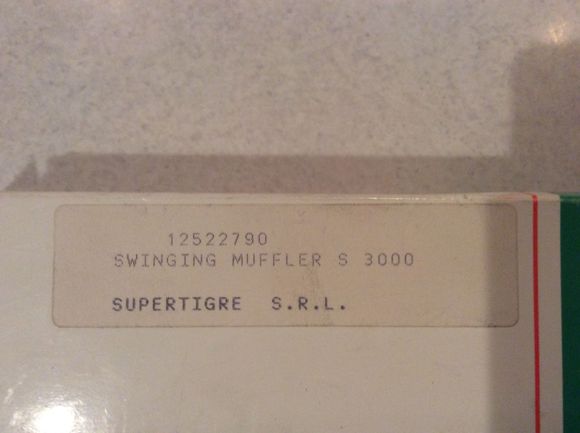 12522790
SWINGING MUFFLER S 3000
SUPERTIGRE S.R.L.